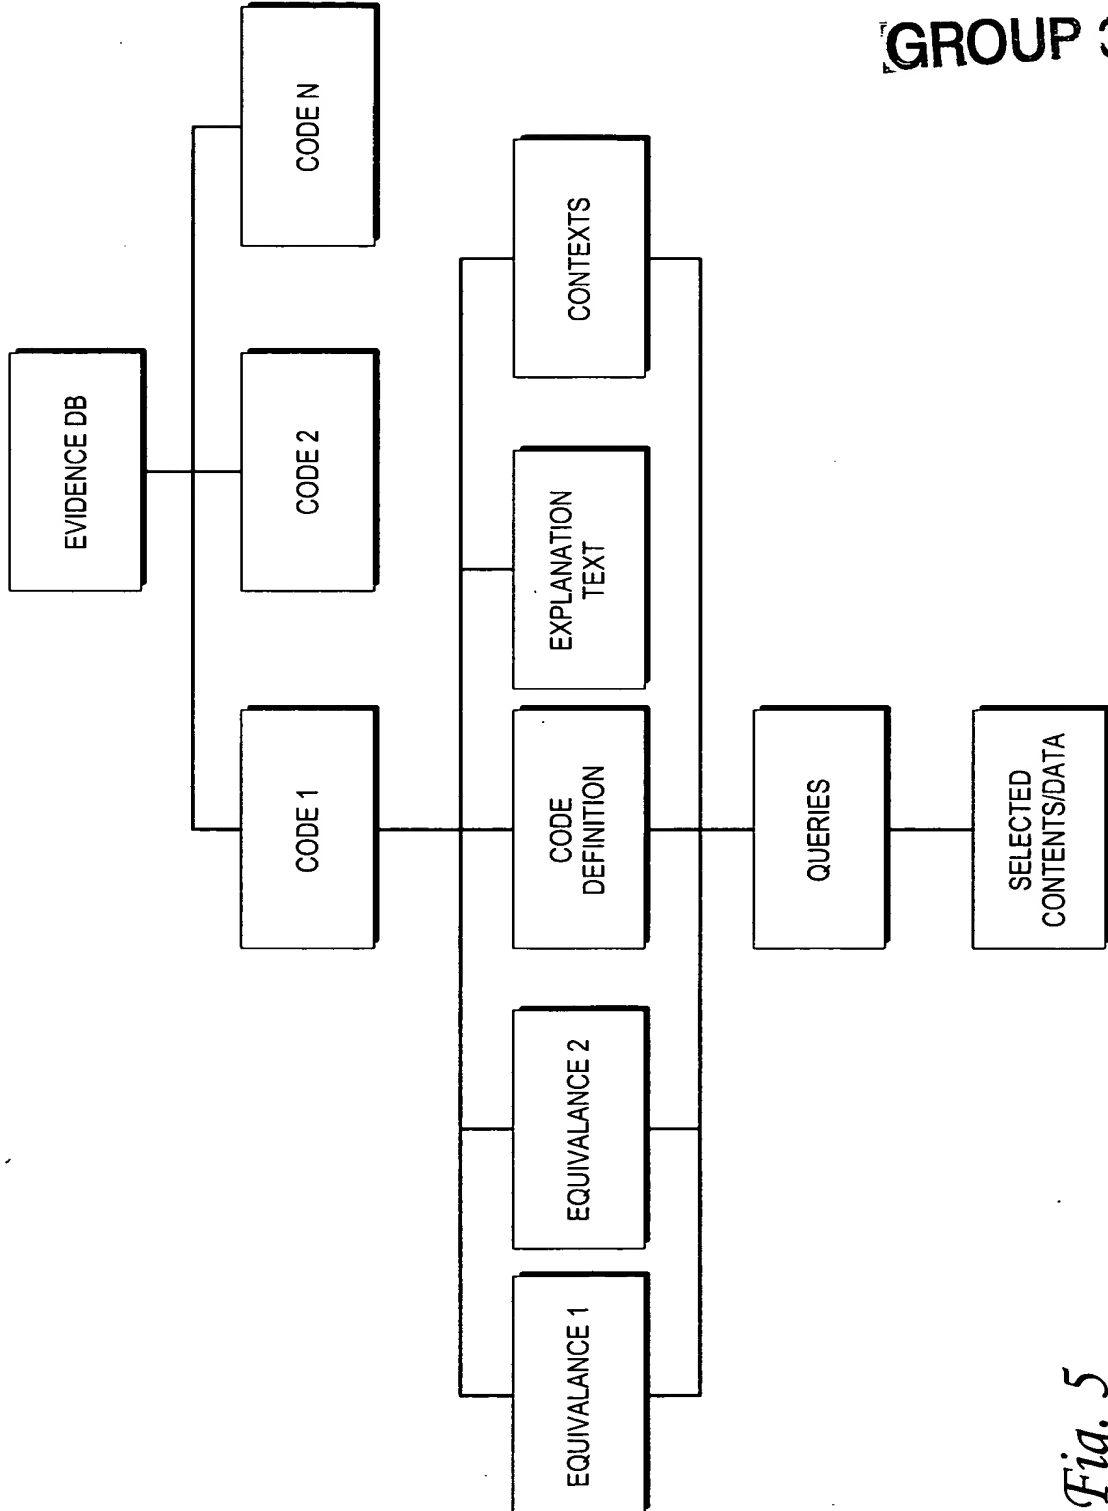 GROUP 3
EVIDENCE DB
CODE 1
CODE 2
CODE N
EQUIVALANCE 1
EQUIVALANCE 2
CODE
DEFINITION
EXPLANATION
TEXT
CONTEXTS
QUERIES
SELECTED
CONTENTS/DATA
Fig. 5